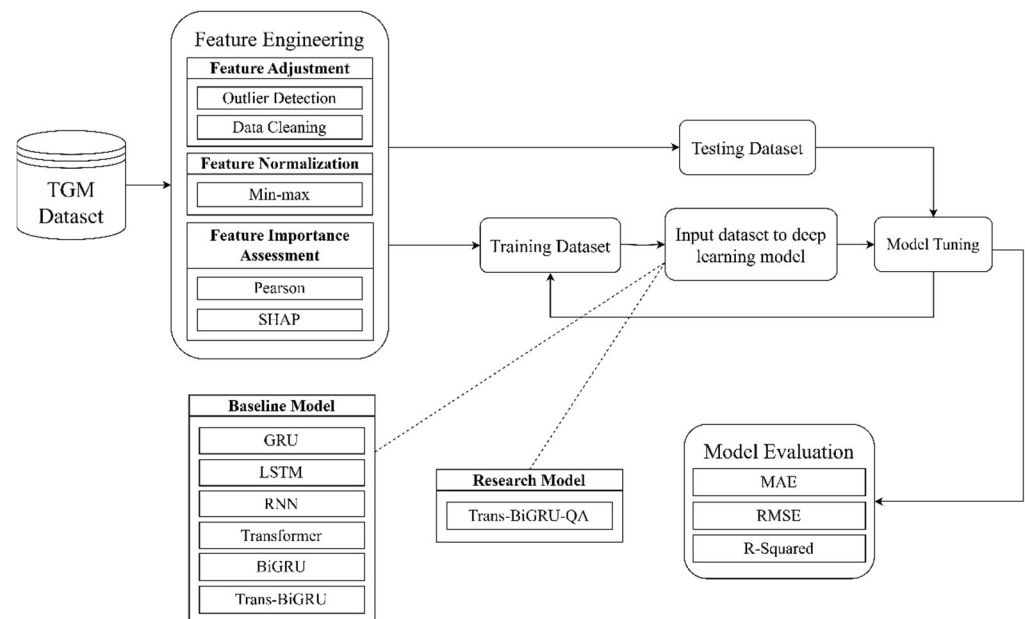 Feature Engineering
Feature Adjustment
Outlier Detection
Data Cleaning
Feature Normalization
Min-max
Feature Importance
Assessment
Pearson
SHAP
TGM
Dataset
Testing Dataset
Training Dataset
Input dataset to deep
learning model
Model Tuning
Baseline Model
GRU
LSTM
RNN
Transformer
BiGRU
Trans-BiGRU
Research Model
Trans-BiGRU-QA
Model Evaluation
MAE
RMSE
R-Squared